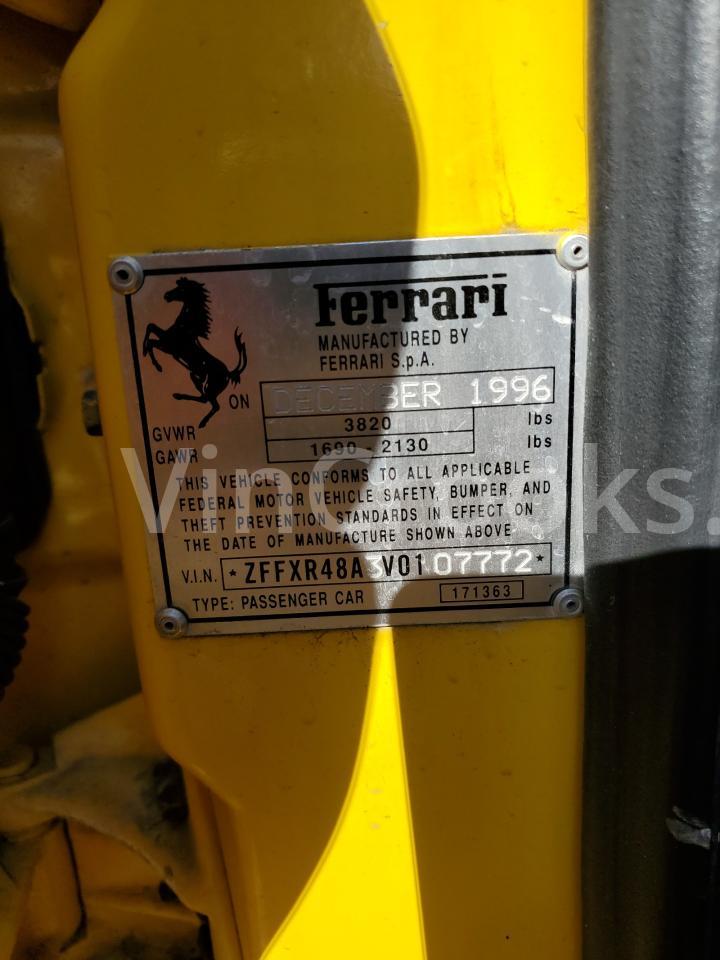 Ferrari
MANUFACTURED BY
FERRARI S.p.A.
ON DECEMBER 1996
GVWR 3820 lbs
GAWR 1690 - 2130 lbs
THIS VEHICLE CONFORMS TO ALL APPLICABLE
FEDERAL MOTOR VEHICLE SAFETY, BUMPER, AND
THEFT PREVENTION STANDARDS IN EFFECT ON
THE DATE OF MANUFACTURE SHOWN ABOVE
V.I.N. * ZFFXR48A3V0107772 *
TYPE: PASSENGER CAR 171363